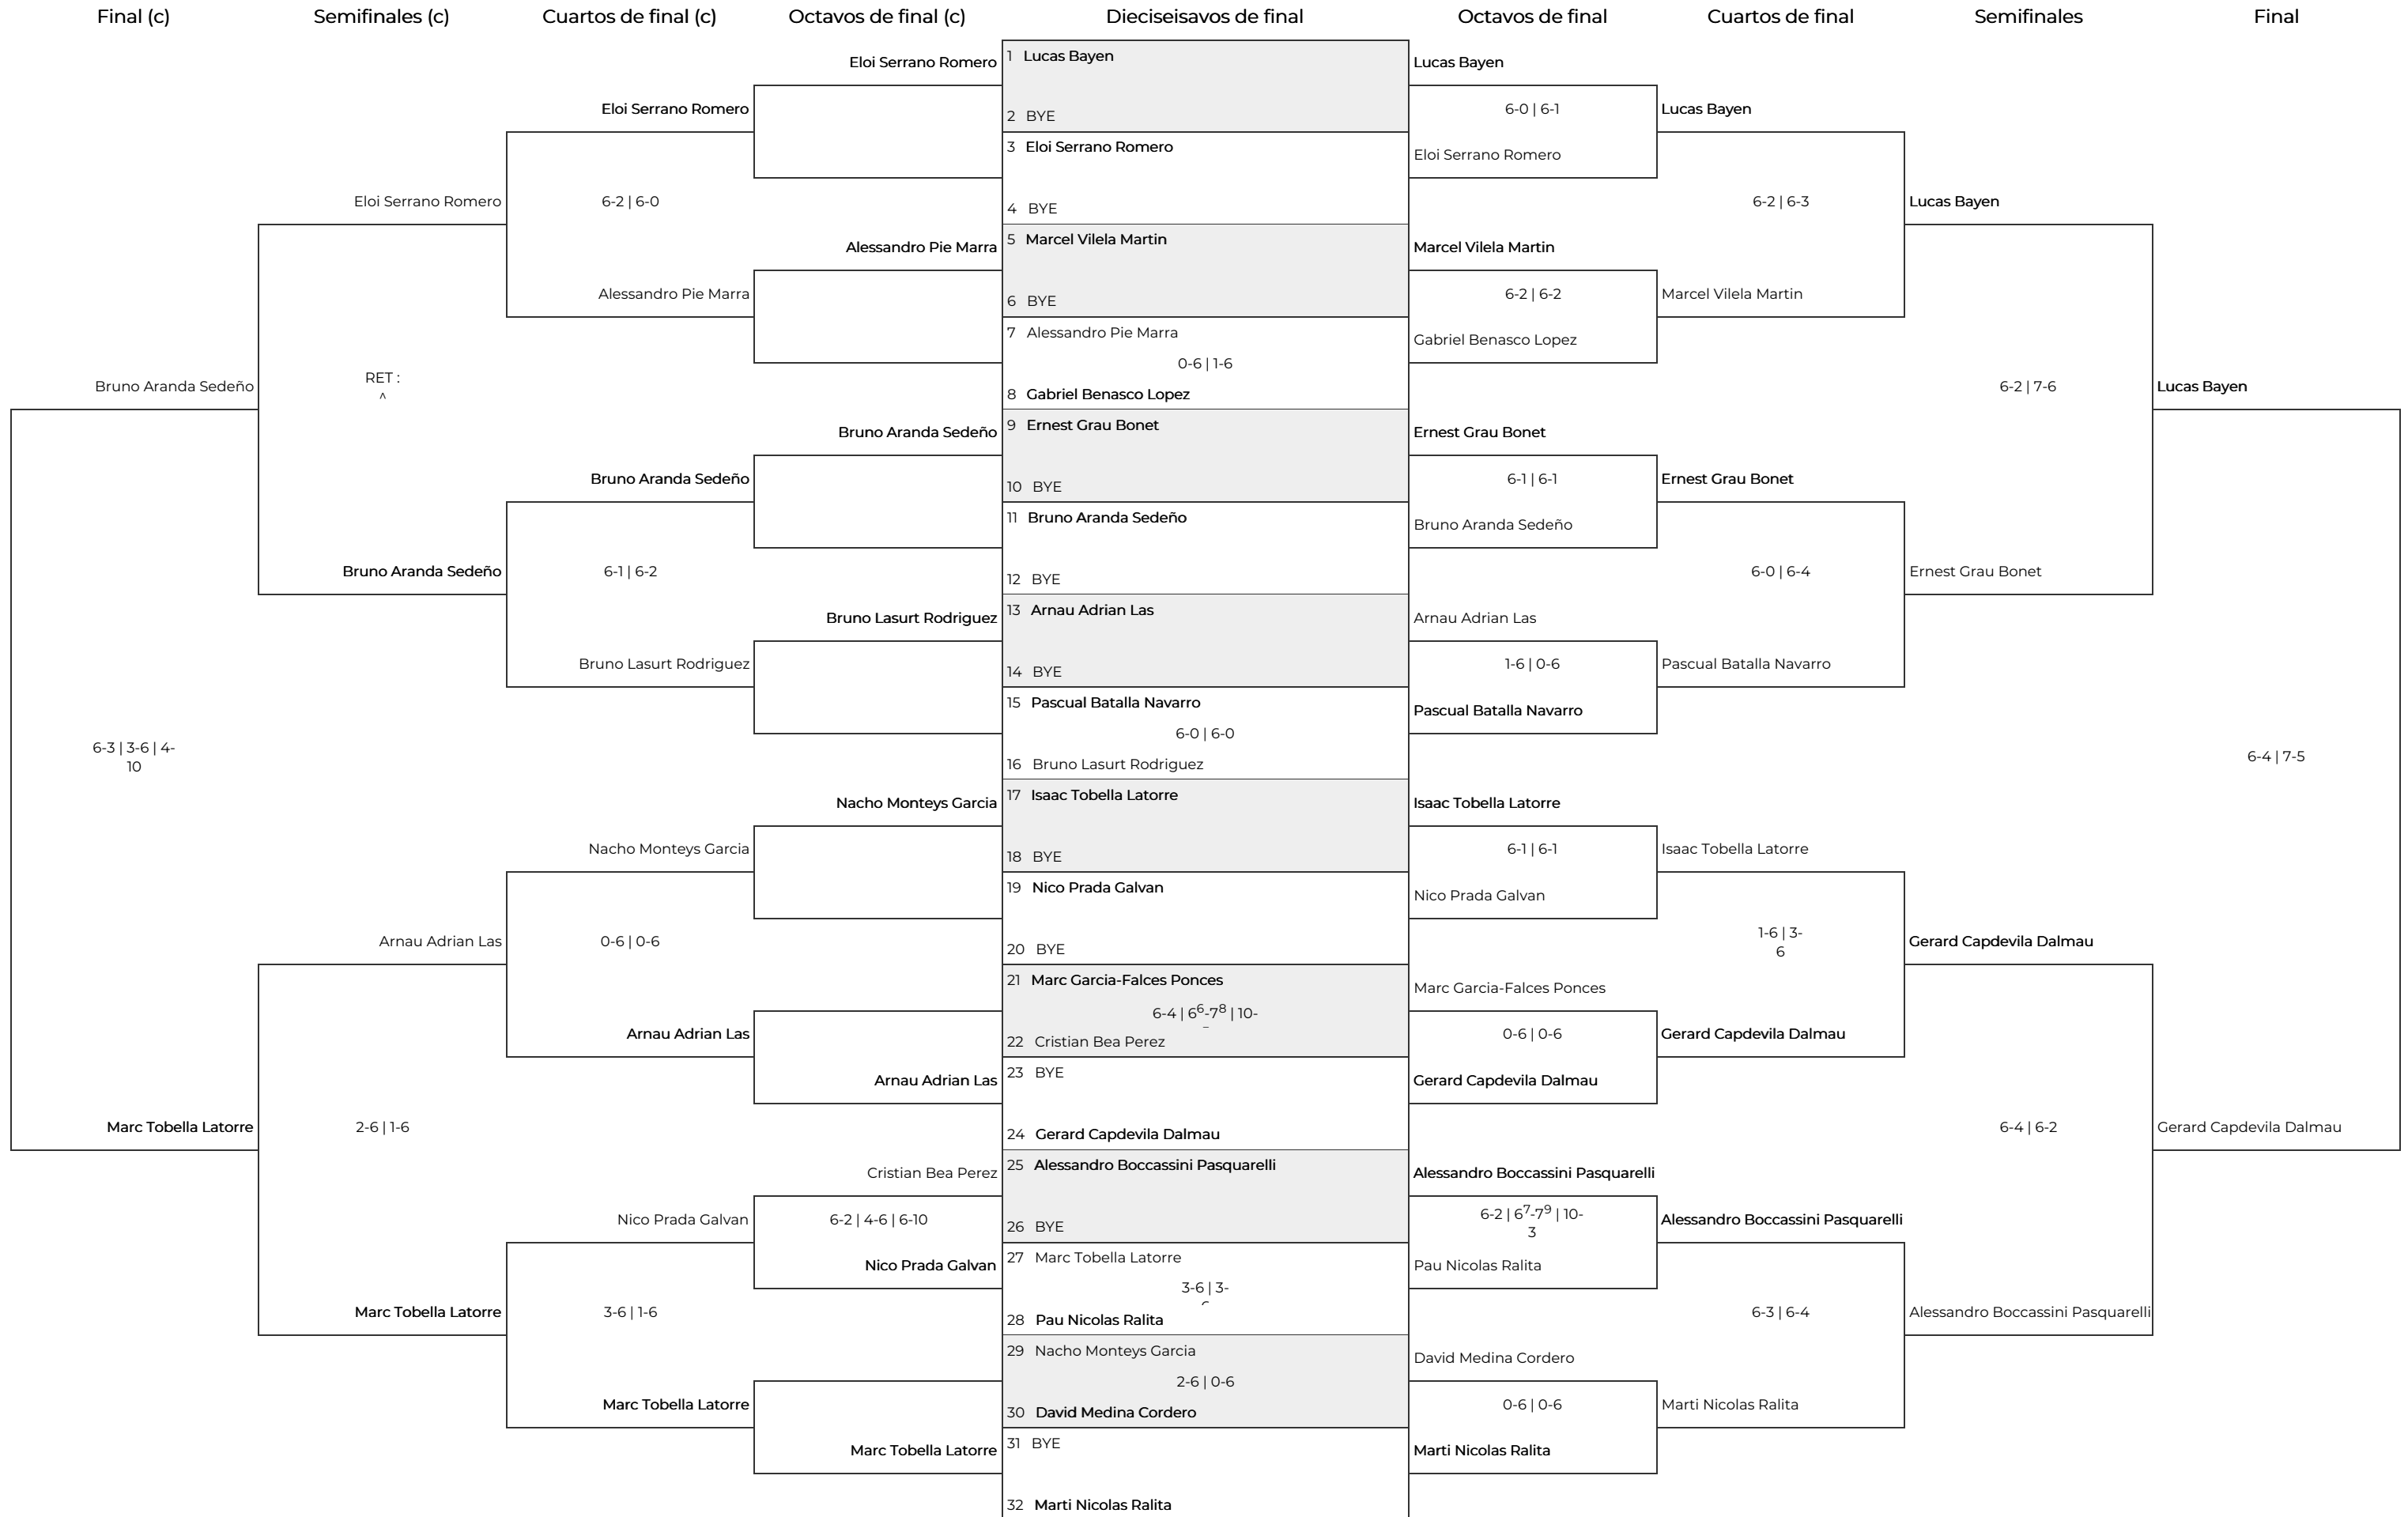 Final (c) Semifinales (c) Cuartos de final (c) Octavos de final (c) Dieciseisavos de final Octavos de final Cuartos de final Semifinales Final
Eloi Serrano Romero 1 Lucas Bayen Lucas Bayen
Eloi Serrano Romero 2 BYE 6-0 | 6-1 Lucas Bayen
3 Eloi Serrano Romero Eloi Serrano Romero
Eloi Serrano Romero 6-2 | 6-0 4 BYE 6-2 | 6-3 Lucas Bayen
Alessandro Pie Marra 5 Marcel Vilela Martin Marcel Vilela Martin
Alessandro Pie Marra 6 BYE 6-2 | 6-2 Marcel Vilela Martin
7 Alessandro Pie Marra Gabriel Benasco Lopez
0-6 | 1-6
Bruno Aranda Sedeño RET :
^ 8 Gabriel Benasco Lopez 6-2 | 7-6 Lucas Bayen
Bruno Aranda Sedeño 9 Ernest Grau Bonet Ernest Grau Bonet
Bruno Aranda Sedeño 10 BYE 6-1 | 6-1 Ernest Grau Bonet
11 Bruno Aranda Sedeño Bruno Aranda Sedeño
Bruno Aranda Sedeño 6-1 | 6-2 12 BYE 6-0 | 6-4 Ernest Grau Bonet
Bruno Lasurt Rodriguez 13 Arnau Adrian Las Arnau Adrian Las
Bruno Lasurt Rodriguez 14 BYE 1-6 | 0-6 Pascual Batalla Navarro
15 Pascual Batalla Navarro Pascual Batalla Navarro
6-0 | 6-0
6-3 | 3-6 | 4-
10 16 Bruno Lasurt Rodriguez 6-4 | 7-5
Nacho Monteys Garcia 17 Isaac Tobella Latorre Isaac Tobella Latorre
Nacho Monteys Garcia 18 BYE 6-1 | 6-1 Isaac Tobella Latorre
19 Nico Prada Galvan Nico Prada Galvan
Arnau Adrian Las 0-6 | 0-6 20 BYE 1-6 | 3-
6 Gerard Capdevila Dalmau
21 Marc Garcia-Falces Ponces Marc Garcia-Falces Ponces
6-4 | 6⁶-7⁸ | 10-
Arnau Adrian Las 22 Cristian Bea Perez 0-6 | 0-6 Gerard Capdevila Dalmau
Arnau Adrian Las 23 BYE Gerard Capdevila Dalmau
Marc Tobella Latorre 2-6 | 1-6 24 Gerard Capdevila Dalmau 6-4 | 6-2 Gerard Capdevila Dalmau
Cristian Bea Perez 25 Alessandro Boccassini Pasquarelli Alessandro Boccassini Pasquarelli
Nico Prada Galvan 6-2 | 4-6 | 6-10 26 BYE 6-2 | 6⁷-7⁹ | 10-
3 Alessandro Boccassini Pasquarelli
Nico Prada Galvan 27 Marc Tobella Latorre Pau Nicolas Ralita
3-6 | 3-
Marc Tobella Latorre 3-6 | 1-6 28 Pau Nicolas Ralita 6-3 | 6-4 Alessandro Boccassini Pasquarelli
29 Nacho Monteys Garcia David Medina Cordero
2-6 | 0-6
Marc Tobella Latorre 30 David Medina Cordero 0-6 | 0-6 Marti Nicolas Ralita
Marc Tobella Latorre 31 BYE Marti Nicolas Ralita
32 Marti Nicolas Ralita